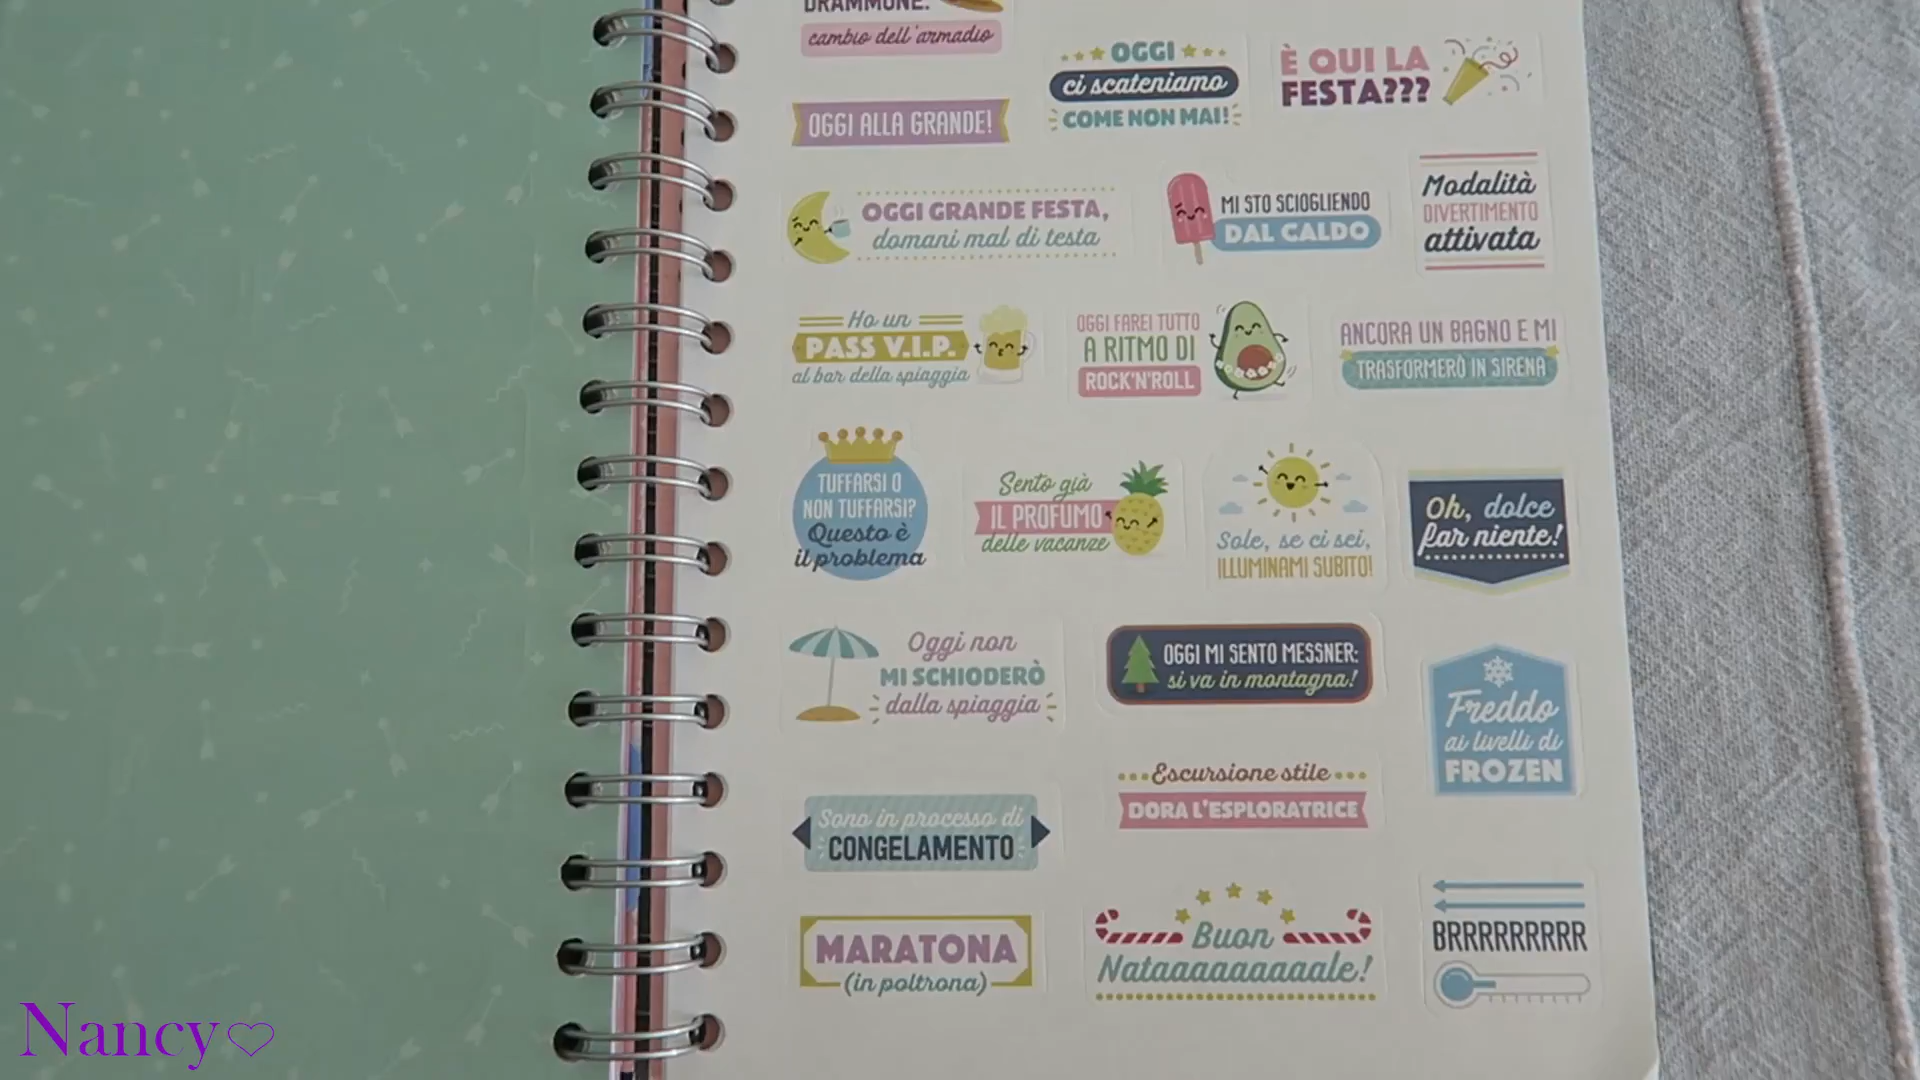 DRAMMONE:
cambio dell'armadio
OGGI
ci scateniamo
COME NON MAI!
È QUI LA
FESTA???
OGGI ALLA GRANDE!
OGGI GRANDE FESTA,
domani mal di testa
MI STO SCIOGLIENDO
DAL CALDO
Modalità
DIVERTIMENTO
attivata
Ho un
PASS V.I.P.
al bar della spiaggia
OGGI FAREI TUTTO
A RITMO DI
ROCK'N'ROLL
ANCORA UN BAGNO E MI
TRASFORMERÒ IN SIRENA
TUFFARSI O
NON TUFFARSI?
Questo è
il problema
Sento già
IL PROFUMO
delle vacanze
Sole, se ci sei,
ILLUMINAMI SUBITO!
Oh, dolce
far niente!
Oggi non
MI SCHIODERÒ
dalla spiaggia
OGGI MI SENTO MESSNER:
si va in montagna!
Freddo
ai livelli di
FROZEN
Sono in processo di
CONGELAMENTO
Escursione stile
DORA L'ESPLORATRICE
MARATONA
(in poltrona)
Buon
Nataaaaaaaaale!
BRRRRRRRRR
Nancy